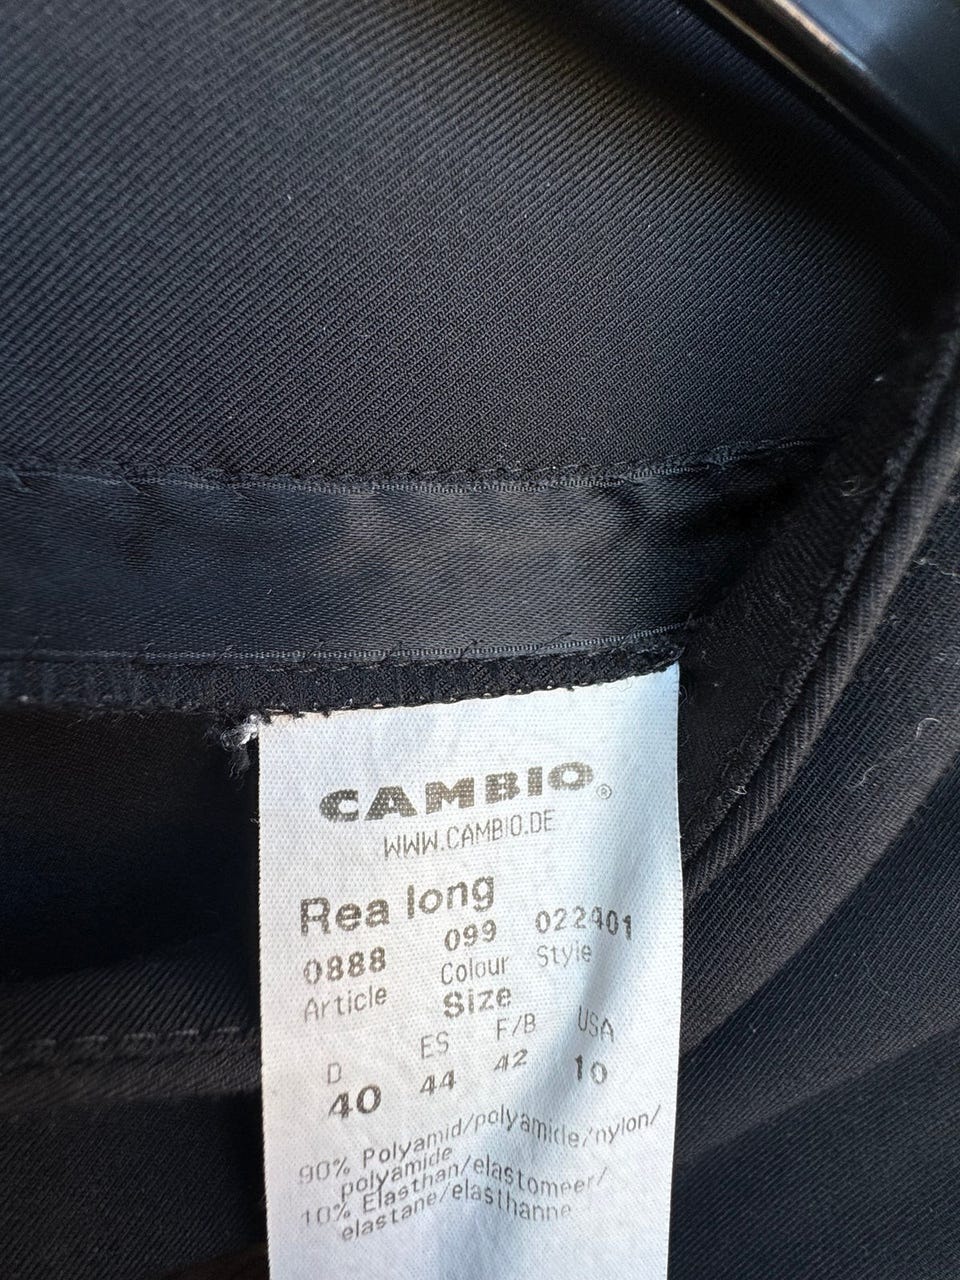 CAMBIO®
WWW.CAMBIO.DE
Rea long
0888 099 022401
Article Colour Style
Size
D ES F/B USA
40 44 42 10
90% Polyamid/polyamide/nylon/
polyamide
10% Elasthan/elastomeer/
elastane/elasthanne